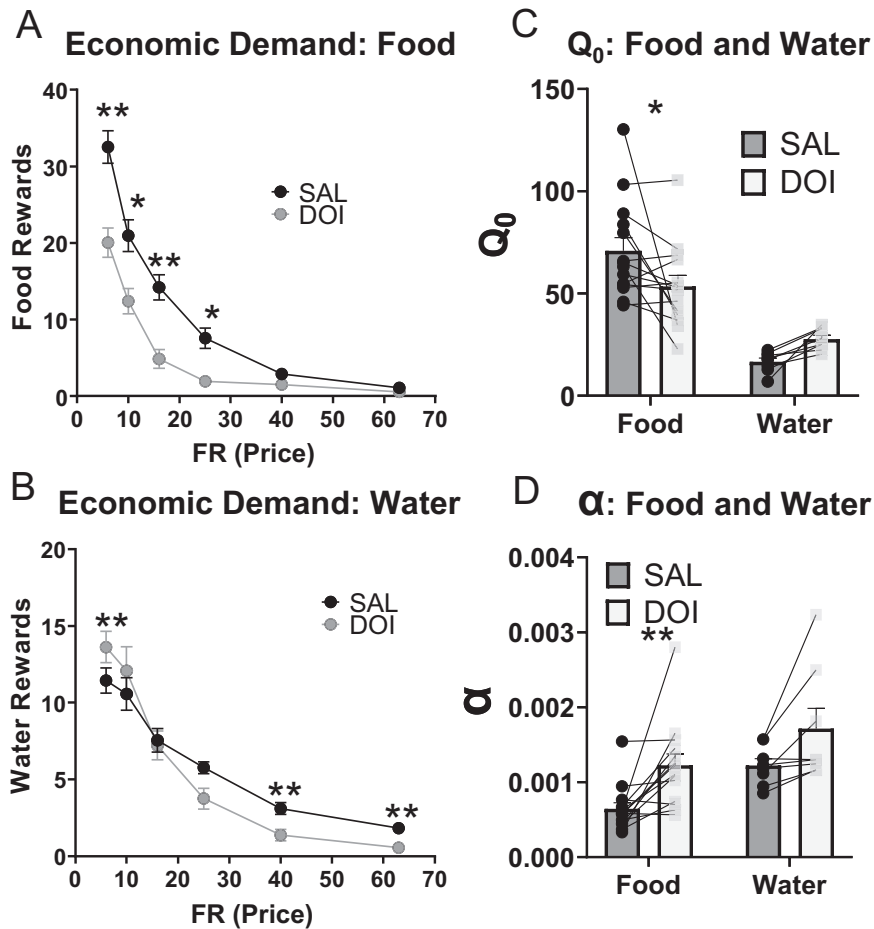 A
Economic Demand: Food
40
30
20
10
0
Food Rewards
**
*
**
*
SAL
DOI
0 10 20 30 40 50 60 70
FR (Price)
B
Economic Demand: Water
20
15
10
5
0
Water Rewards
**
**
**
SAL
DOI
0 10 20 30 40 50 60 70
FR (Price)
C
Q₀: Food and Water
150
100
50
0
Q₀
*
SAL
DOI
Food Water
D
α: Food and Water
0.004
0.003
0.002
0.001
0.000
α
SAL
DOI
**
Food Water